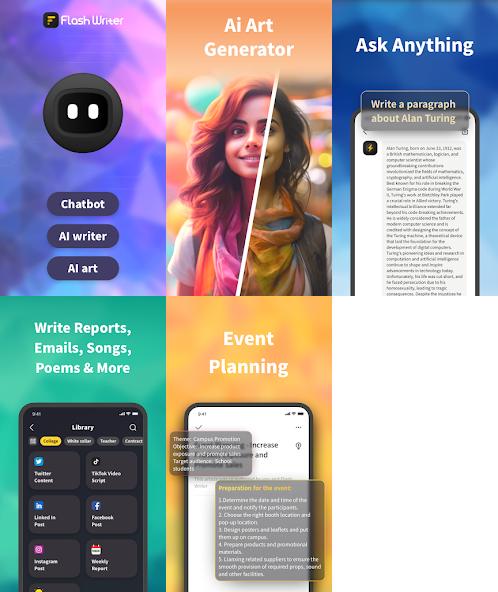 Flash Writer
Chatbot
AI writer
AI art
Ai Art
Generator
Ask Anything
Write a paragraph
about Alan Turing
Alan Turing, born on June 23, 1912, was
a British mathematician, logician, and
computer scientist whose
groundbreaking contributions
revolutionized the fields of mathematics,
cryptography, and artificial intelligence.
Best known for his role in breaking the
German Enigma code during World War
II, Turing's work at Bletchley Park played
a crucial role in Allied victory. Turing's
intellectual brilliance extended far
beyond his code-breaking achievements.
He is widely considered the father of
modern computer science and is
credited with designing the concept of
the Turing machine, a theoretical device
that laid the foundation for the
development of digital computers.
Turing's pioneering ideas and research in
computation and artificial intelligence
continue to shape and inspire
advancements in technology today.
Unfortunately, his life was cut short, and
he faced persecution due to his
homosexuality, leading to tragic
consequences. Despite the injustices he
Write Reports,
Emails, Songs,
Poems & More
9:41
Library
College
White collar
Teacher
Contract
Twitter
Content
TikTok Video
Script
Linked In
Post
Facebook
Post
Instagram
Post
Weekly
Report
Event
Planning
9:41
Theme: Campus Promotion
Objective: Increase product
exposure and promote sales
Target audience: School
students
-Increase
and
Sales
Writer
Preparation for the event:
1.Determine the date and time of the
event and notify the participants.
2. Choose the right booth location and
pop-up location.
3. Design posters and leaflets and put
them up on campus.
4. Prepare products and promotional
materials.
5. Lianxing related suppliers to ensure the
smooth provision of required props, sound
and other facilities.